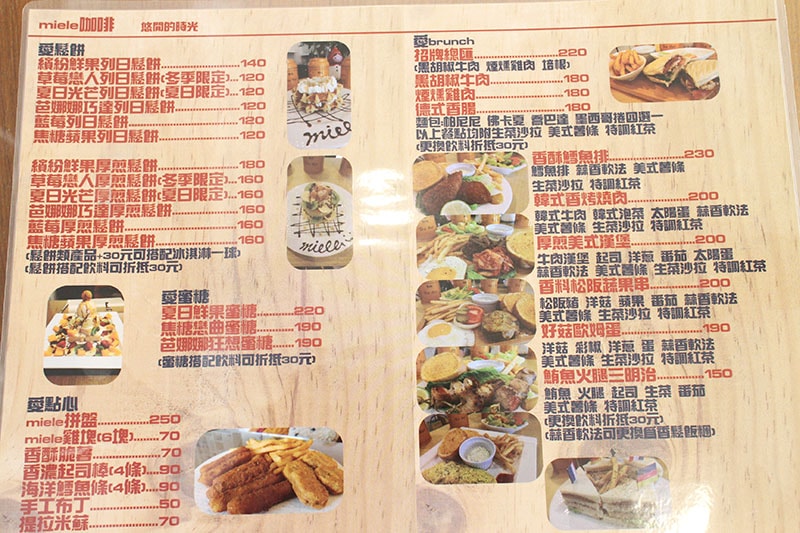 miele咖啡 悠閒的時光
愛鬆餅
繽紛鮮果列日鬆餅..............140
草莓戀人列日鬆餅(冬季限定)...120
夏日光芒列日鬆餅(夏日限定)...120
芭娜娜巧達列日鬆餅............120
藍莓列日鬆餅....................120
焦糖蘋果列日鬆餅..............120
繽紛鮮果厚煎鬆餅..............180
草莓戀人厚煎鬆餅(冬季限定)...160
夏日光芒厚煎鬆餅(夏日限定)...160
芭娜娜巧達厚煎鬆餅............160
藍莓厚煎鬆餅....................160
焦糖蘋果厚煎鬆餅..............160
(鬆餅類產品+30元可搭配冰淇淋一球)
(鬆餅搭配飲料可折抵30元)
愛蜜糖
夏日鮮果蜜糖.........220
焦糖戀曲蜜糖.........190
芭娜娜狂想蜜糖......190
(蜜糖搭配飲料可折抵30元)
愛點心
miele拼盤...............250
miele雞塊(6塊).......70
香酥脆薯...............70
香濃起司棒(4條)....90
海洋鱈魚條(4條)....90
手工布丁...............50
提拉米蘇...............70
愛brunch
招牌總匯...................220
(黑胡椒牛肉 煙燻雞肉 培根)
黑胡椒牛肉................180
煙燻雞肉...................180
德式香腸...................180
麵包:帕尼尼 佛卡夏 喬巴達 墨西哥捲四選一
以上餐點均附生菜沙拉 美式薯條 特調紅茶
(更換飲料折抵30元)
香酥鱈魚排................230
鱈魚排 蒜香軟法 美式薯條
生菜沙拉 特調紅茶
韓式香烤燒肉.............200
韓式牛肉 韓式泡菜 太陽蛋 蒜香軟法
美式薯條 生菜沙拉 特調紅茶
厚煎美式漢堡.............200
牛肉漢堡 起司 洋蔥 番茄 太陽蛋
蒜香軟法 美式薯條 生菜沙拉 特調紅茶
香料松阪蔬果串..........200
松阪豬 洋菇 蘋果 番茄 蒜香軟法
美式薯條 生菜沙拉 特調紅茶
好菇歐姆蛋................190
洋菇 彩椒 洋蔥 蛋 蒜香軟法
美式薯條 生菜沙拉 特調紅茶
鮪魚火腿三明治..........150
鮪魚 火腿 起司 生菜 番茄
美式薯條 特調紅茶
(更換飲料折抵30元)
(蒜香軟法可更換為香鬆飯糰)
miele
miele